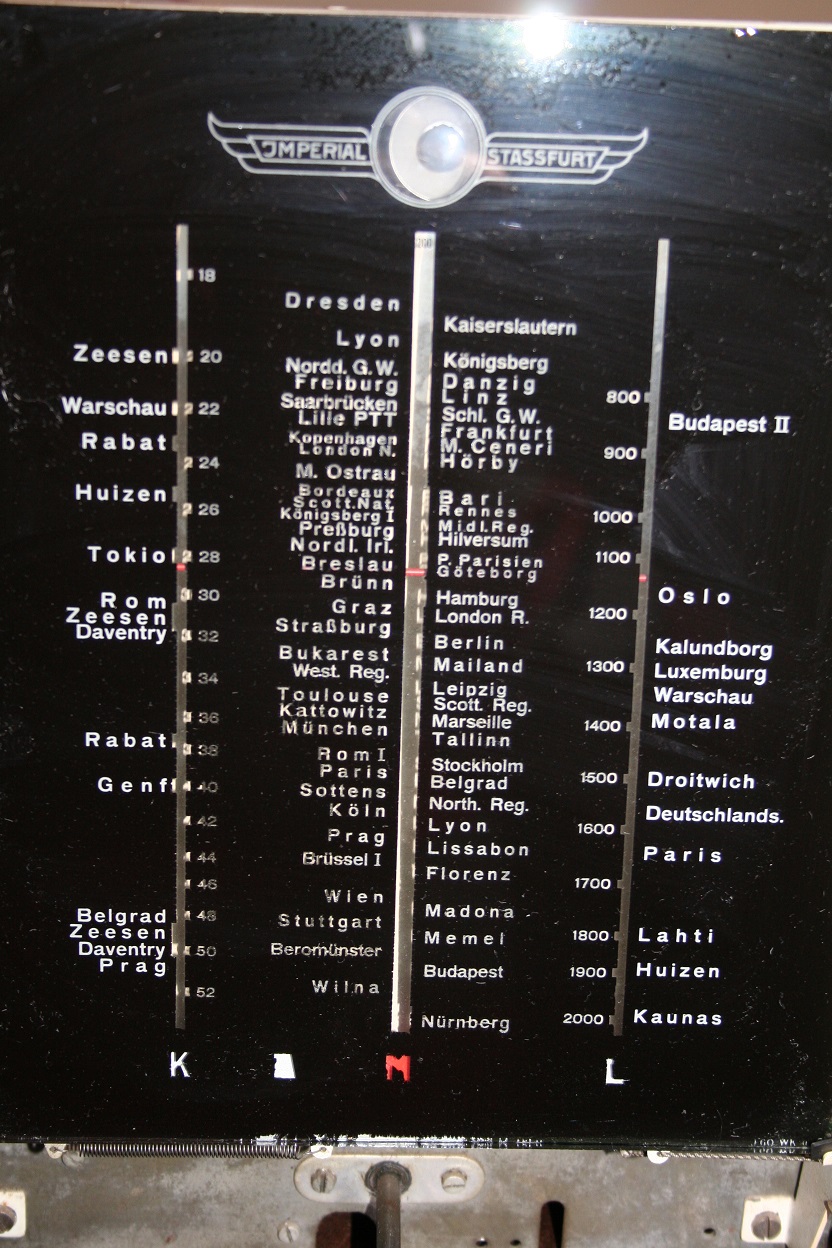 IMPERIAL STASSFURT
18
Zeesen 20
Warschau 22
Rabat
24
Huizen
26
Tokio 28
30
Rom
Zeesen
Daventry 32
34
36
Rabat
38
Genf 40
42
44
46
Belgrad 48
Zeesen
Daventry 50
Prag
52
K
Dresden
Lyon
Nordd. G.W.
Freiburg
Saarbrücken
Lille PTT
Kopenhagen
London N.
M. Ostrau
Bordeaux
Scott.Nat.
Königsberg I
Preßburg
Nordl. Irl.
Breslau
Brünn
Graz
Straßburg
Bukarest
West. Reg.
Toulouse
Kattowitz
München
Rom I
Paris
Sottens
Köln
Prag
Brüssel I
Wien
Stuttgart
Beromünster
Wilna
M
Kaiserslautern
Königsberg
Danzig
Linz
Schl. G.W.
Frankfurt
M. Ceneri
Hörby
Bari
Rennes
Midl.Reg.
Hilversum
P. Parisien
Göteborg
Hamburg
London R.
Berlin
Mailand
Leipzig
Scott. Reg.
Marseille
Tallinn
Stockholm
Belgrad
North. Reg.
Lyon
Lissabon
Florenz
Madona
Memel
Budapest
Nürnberg
800
Budapest II
900
1000
1100
Oslo
1200
Kalundborg
1300
Luxemburg
Warschau
1400 Motala
1500 Droitwich
Deutschlands.
1600
Paris
1700
1800 Lahti
1900 Huizen
2000 Kaunas
L